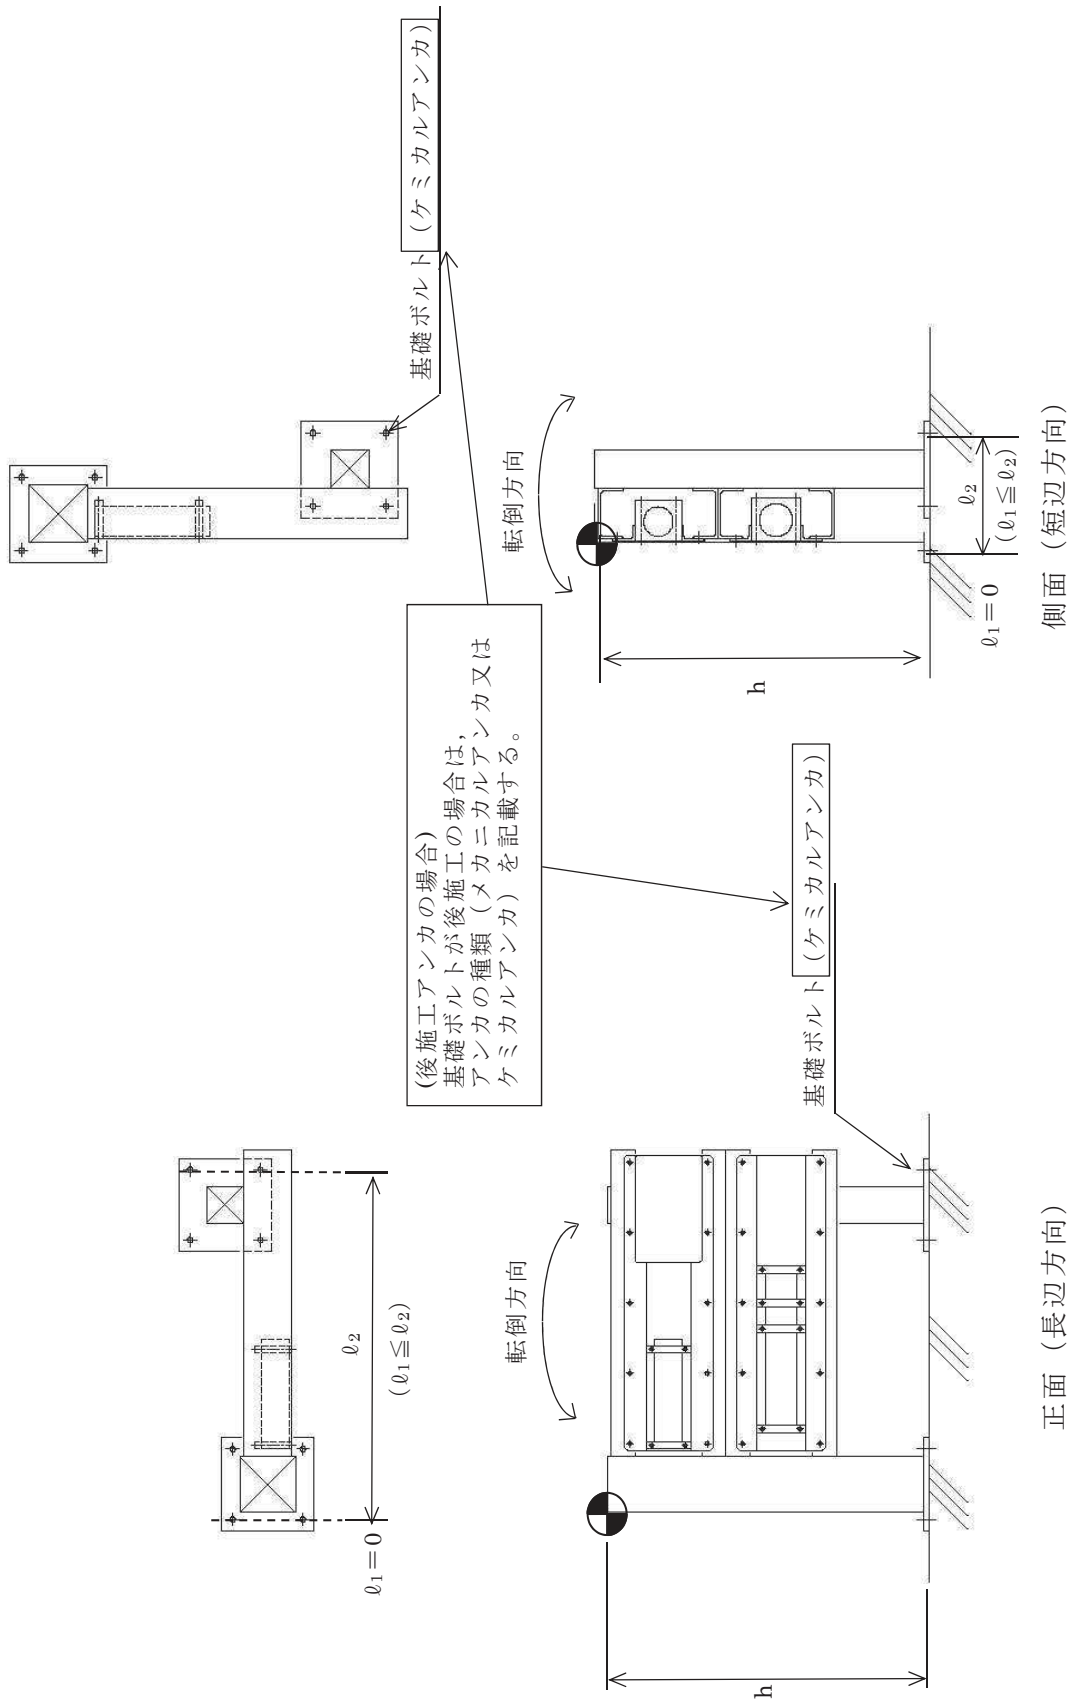 ℓ1＝0
ℓ2
(ℓ1≦ℓ2)
転倒方向
h
基礎ボルト（ケミカルアンカ）
正面（長辺方向）
(後施工アンカの場合)
基礎ボルトが後施工の場合は，
アンカの種類（メカニカルアンカ又は
ケミカルアンカ）を記載する。
基礎ボルト（ケミカルアンカ）
転倒方向
h
ℓ1＝0
ℓ2
(ℓ1≦ℓ2)
側面（短辺方向）